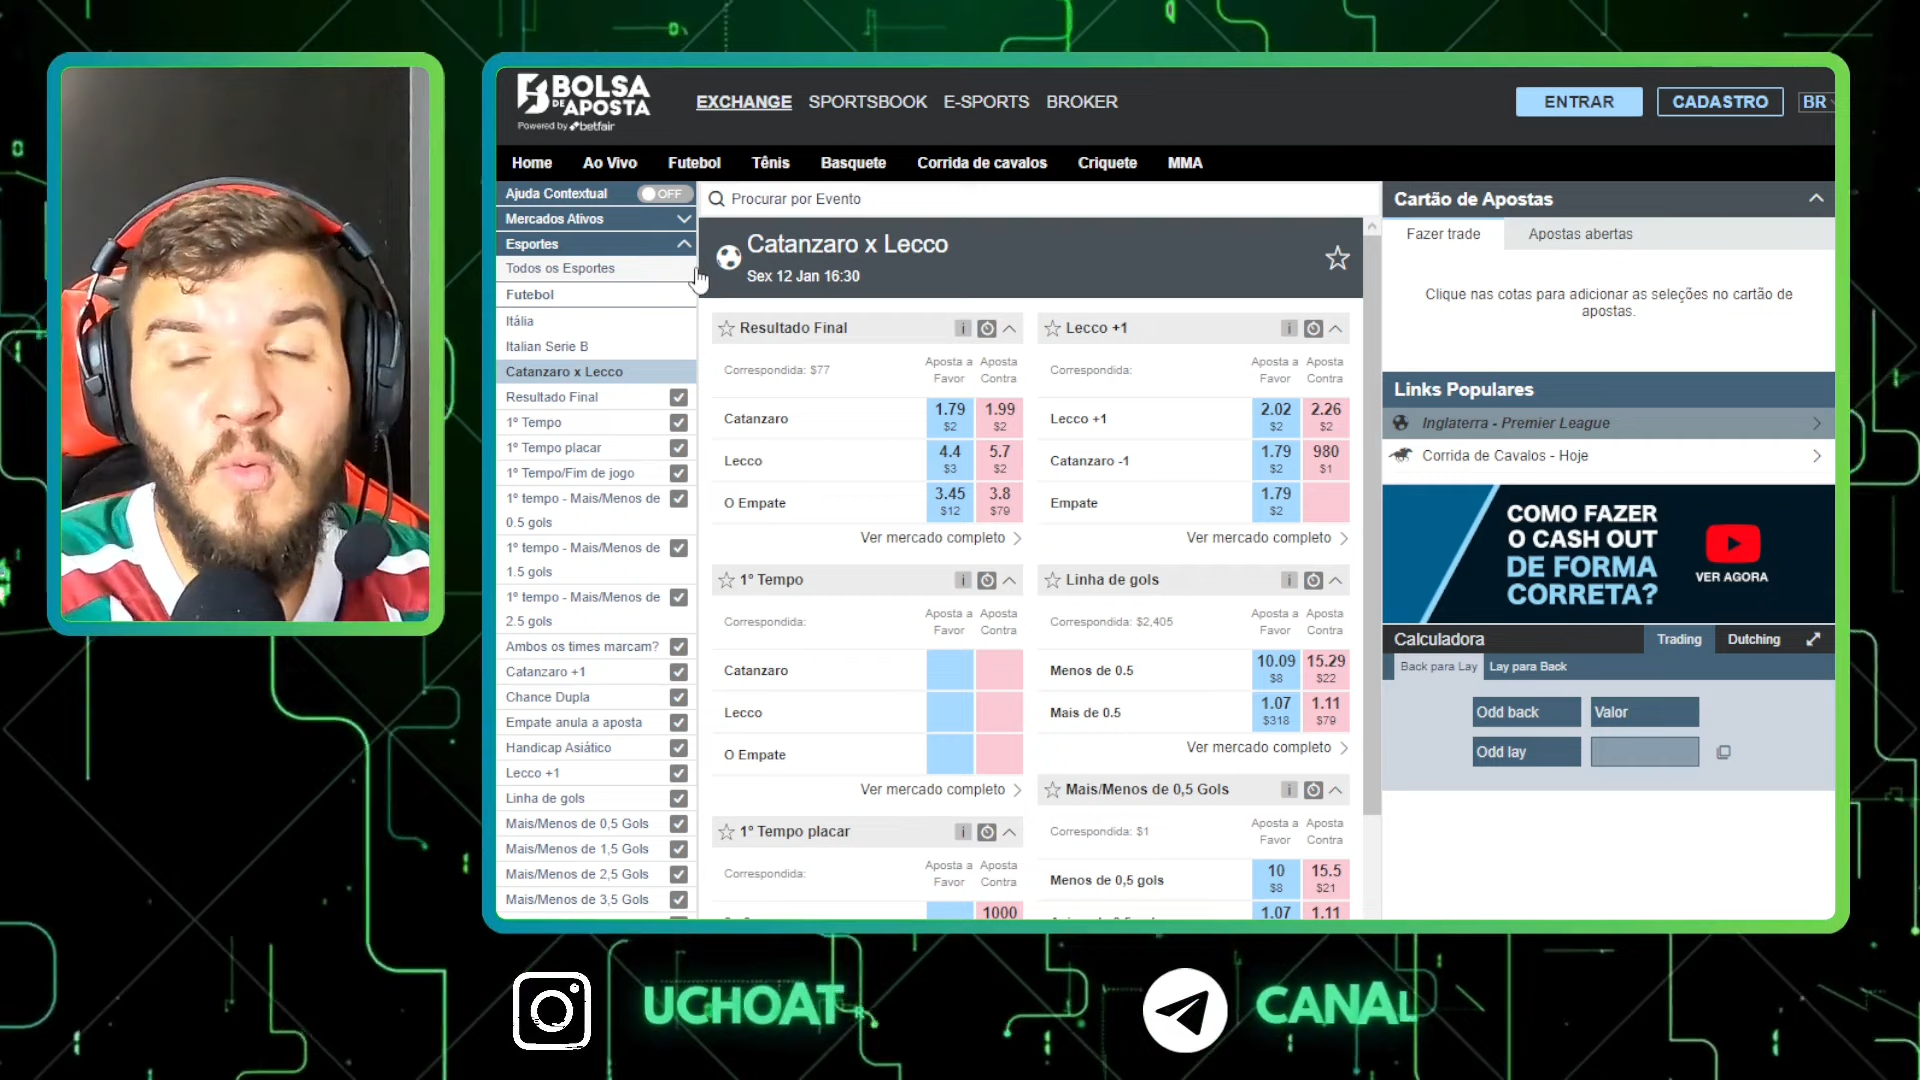 BOLSA
DE APOSTA
Powered by betfair
EXCHANGE SPORTSBOOK E-SPORTS BROKER
ENTRAR CADASTRO BR
Home Ao Vivo Futebol Tênis Basquete Corrida de cavalos Criquete MMA
Ajuda Contextual OFF
Mercados Ativos
Esportes
Todos os Esportes
Futebol
Itália
Italian Serie B
Catanzaro x Lecco
Resultado Final
1º Tempo
1º Tempo placar
1º Tempo/Fim de jogo
1º tempo - Mais/Menos de
0.5 gols
1º tempo - Mais/Menos de
1.5 gols
1º tempo - Mais/Menos de
2.5 gols
Ambos os times marcam?
Catanzaro +1
Chance Dupla
Empate anula a aposta
Handicap Asiático
Lecco +1
Linha de gols
Mais/Menos de 0,5 Gols
Mais/Menos de 1,5 Gols
Mais/Menos de 2,5 Gols
Mais/Menos de 3,5 Gols
Procurar por Evento
Catanzaro x Lecco
Sex 12 Jan 16:30
Resultado Final
Correspondida: $77
Aposta a Aposta
Favor Contra
Catanzaro 1.79 1.99
$2 $2
Lecco 4.4 5.7
$3 $2
O Empate 3.45 3.8
$12 $79
Ver mercado completo
1º Tempo
Correspondida:
Aposta a Aposta
Favor Contra
Catanzaro
Lecco
O Empate
Ver mercado completo
1º Tempo placar
Correspondida:
Aposta a Aposta
Favor Contra
1000
Lecco +1
Correspondida:
Aposta a Aposta
Favor Contra
Lecco +1 2.02 2.26
$2 $2
Catanzaro -1 1.79 980
$2 $1
Empate 1.79
$2
Ver mercado completo
Linha de gols
Correspondida: $2,405
Aposta a Aposta
Favor Contra
Menos de 0.5 10.09 15.29
$8 $22
Mais de 0.5 1.07 1.11
$318 $79
Ver mercado completo
Mais/Menos de 0,5 Gols
Correspondida: $1
Aposta a Aposta
Favor Contra
Menos de 0,5 gols 10 15.5
$8 $21
1.07 1.11
Cartão de Apostas
Fazer trade Apostas abertas
Clique nas cotas para adicionar as seleções no cartão de
apostas.
Links Populares
Inglaterra - Premier League
Corrida de Cavalos - Hoje
COMO FAZER
O CASH OUT
DE FORMA
CORRETA?
VER AGORA
Calculadora Trading Dutching
Back para Lay Lay para Back
Odd back Valor
Odd lay
UCHOAT
CANAL